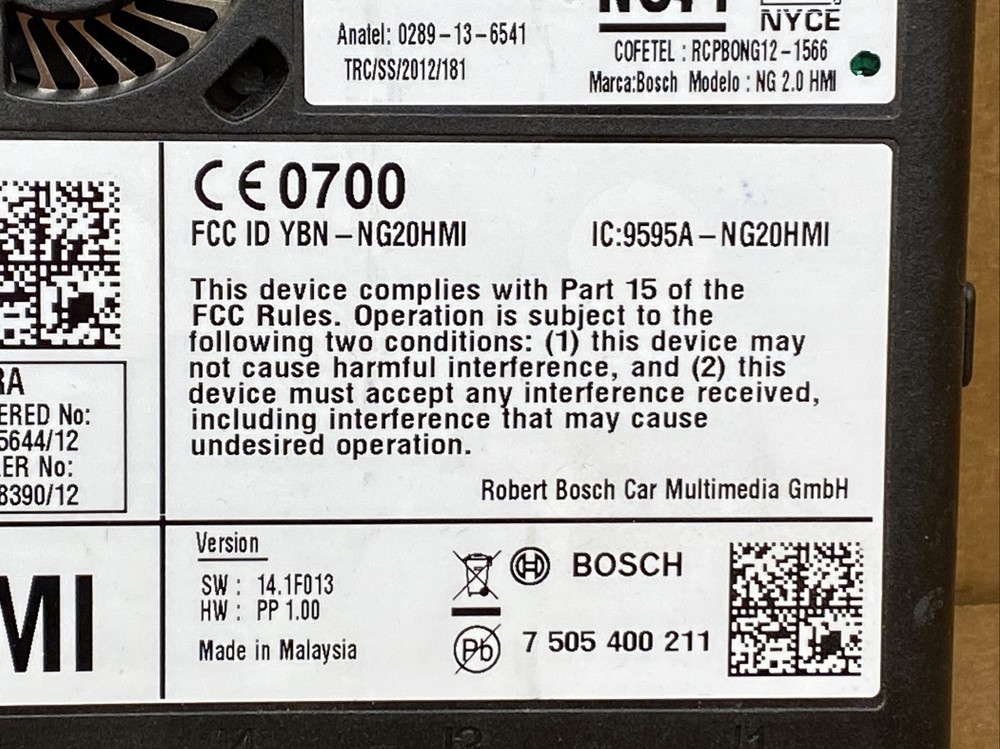 Anatel: 0289-13-6541
TRC/SS/2012/181
NYCE
COFETEL : RCPBONG12-1566
Marca:Bosch Modelo : NG 2.0 HMI
CE 0700
FCC ID YBN-NG20HMI IC:9595A-NG20HMI
This device complies with Part 15 of the
FCC Rules. Operation is subject to the
following two conditions: (1) this device may
not cause harmful interference, and (2) this
device must accept any interference received,
including interference that may cause
undesired operation.
Robert Bosch Car Multimedia GmbH
RA
ERED No:
5644/12
ER No:
8390/12
MI
Version
SW : 14.1F013
HW : PP 1.00
Made in Malaysia
BOSCH
Pb 7 505 400 211